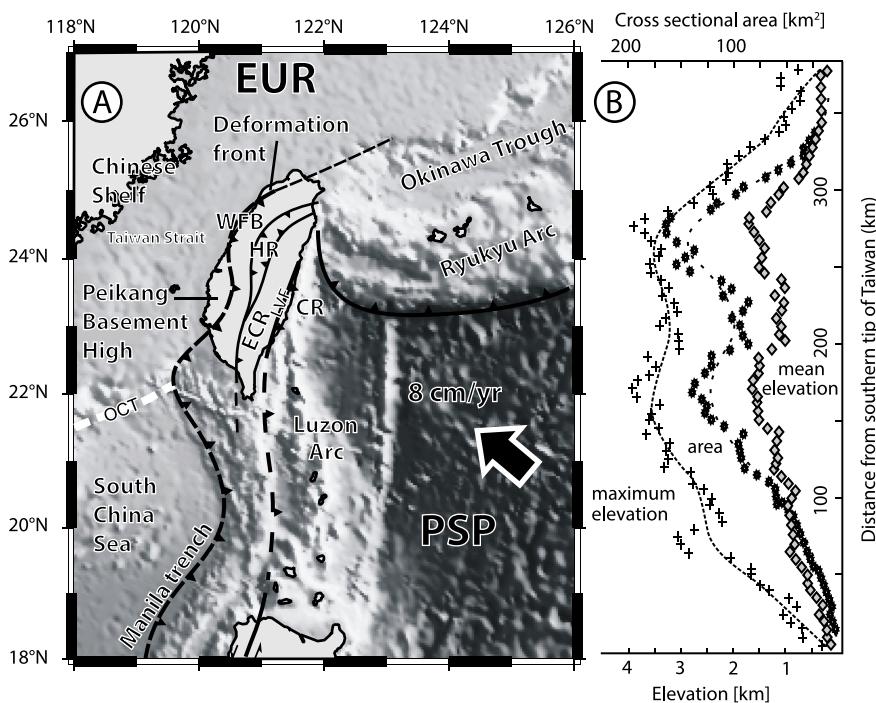 118°N
120°N
122°N
124°N
126°N
Cross sectional area [km²]
200
100
A
EUR
B
26°N
Deformation
front
Okinawa Trough
Chinese
Shelf
WFB
Taiwan Strait
24°N
HR
Ryukyu Arc
Peikang
Basement
High
ECR
LVF
CR
22°N
OCT
8 cm/yr
Luzon
Arc
South
China
Sea
20°N
PSP
Manila trench
18°N
300
200
100
Distance from southern tip of Taiwan (km)
mean
elevation
area
maximum
elevation
4
3
2
1
Elevation [km]